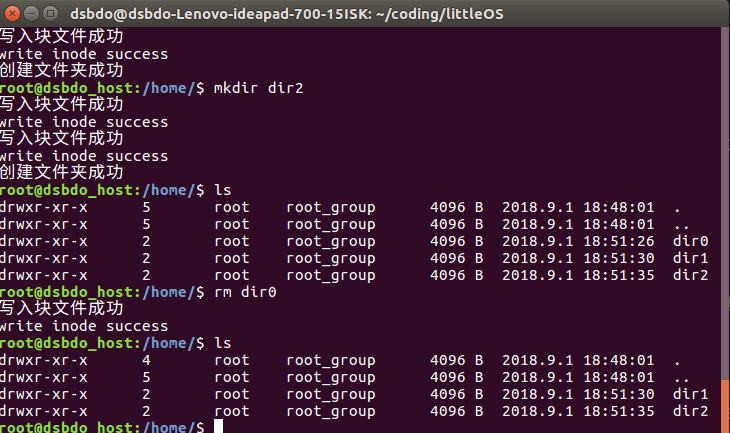 dsbdo@dsbdo-Lenovo-ideapad-700-15ISK: ~/coding/littleOS
写入块文件成功
write inode success
创建文件夹成功
root@dsbdo_host:/home/$ mkdir dir2
写入块文件成功
write inode success
写入块文件成功
write inode success
创建文件夹成功
root@dsbdo_host:/home/$ ls
drwxr-xr-x 5 root root_group 4096 B 2018.9.1 18:48:01 .
drwxr-xr-x 5 root root_group 4096 B 2018.9.1 18:48:01 ..
drwxr-xr-x 2 root root_group 4096 B 2018.9.1 18:51:26 dir0
drwxr-xr-x 2 root root_group 4096 B 2018.9.1 18:51:30 dir1
drwxr-xr-x 2 root root_group 4096 B 2018.9.1 18:51:35 dir2
root@dsbdo_host:/home/$ rm dir0
写入块文件成功
write inode success
root@dsbdo_host:/home/$ ls
drwxr-xr-x 4 root root_group 4096 B 2018.9.1 18:48:01 .
drwxr-xr-x 5 root root_group 4096 B 2018.9.1 18:48:01 ..
drwxr-xr-x 2 root root_group 4096 B 2018.9.1 18:51:30 dir1
drwxr-xr-x 2 root root_group 4096 B 2018.9.1 18:51:35 dir2
root@dsbdo_host:/home/$